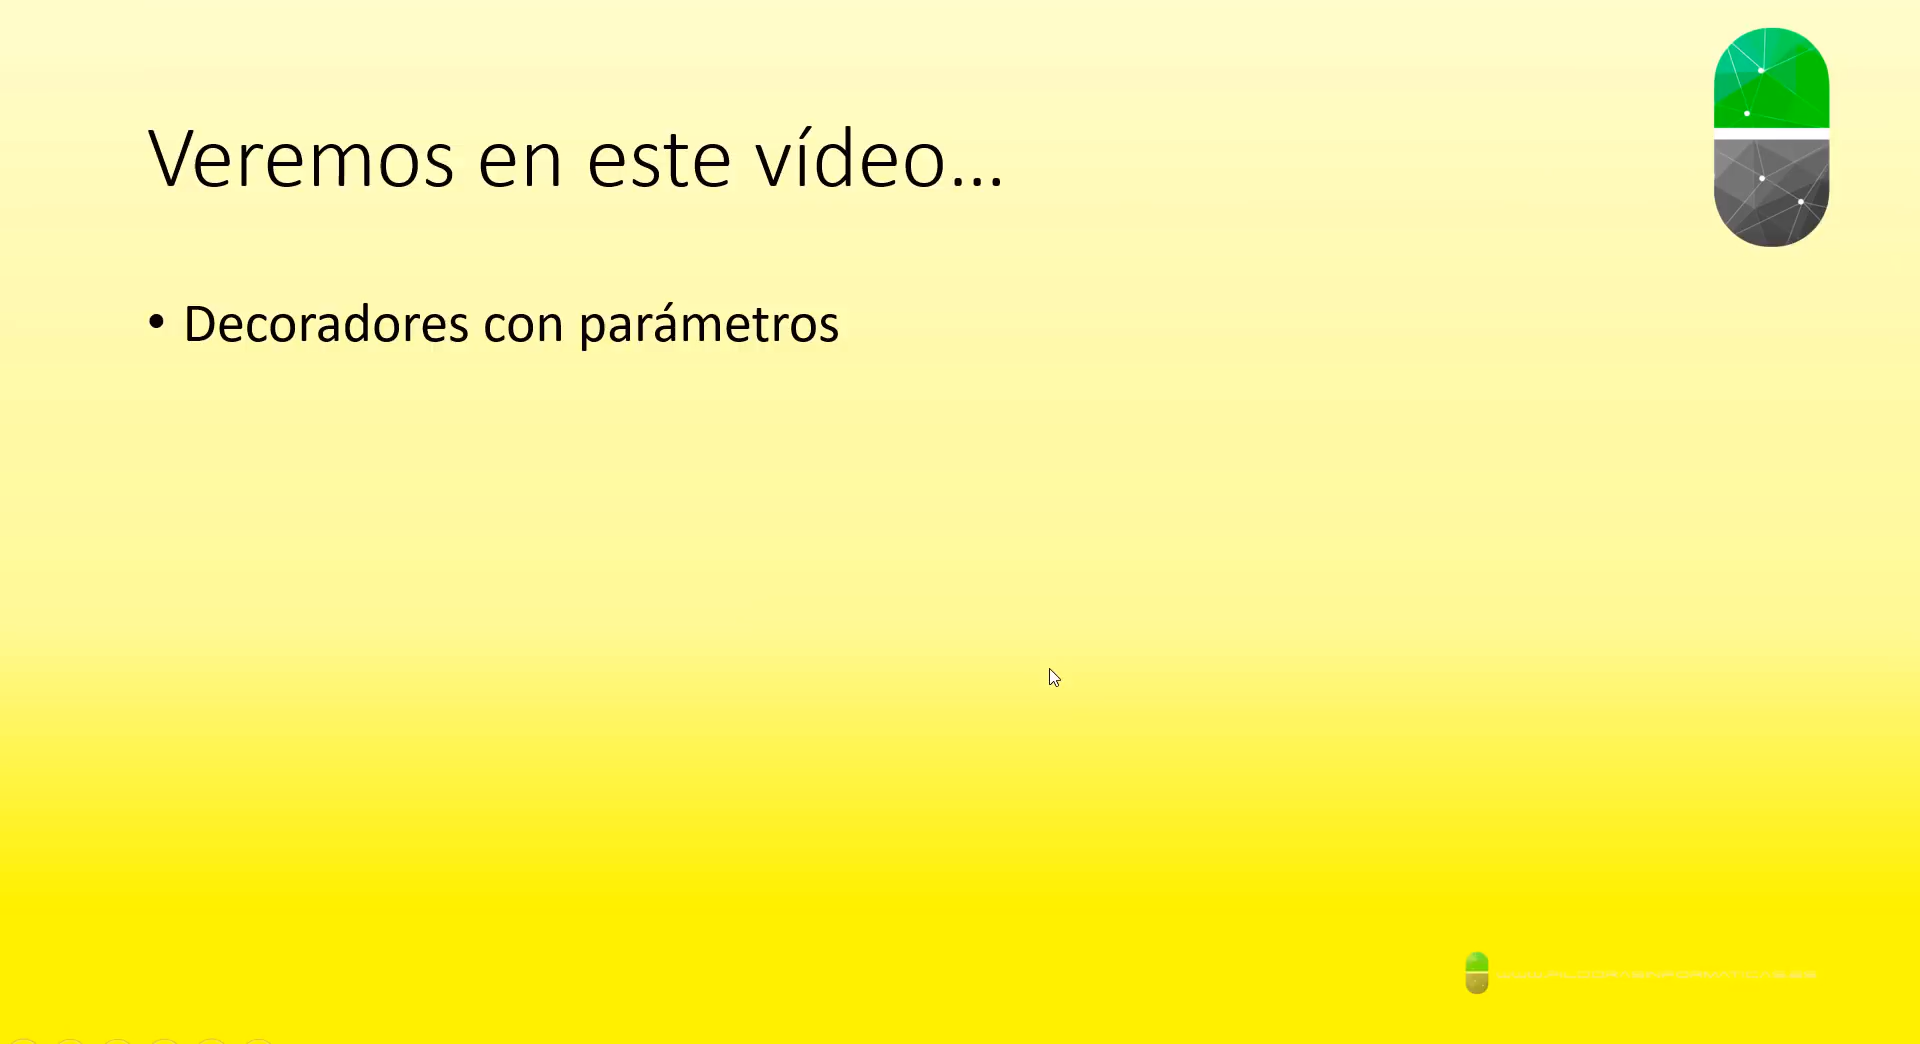 Veremos en este vídeo...
• Decoradores con parámetros